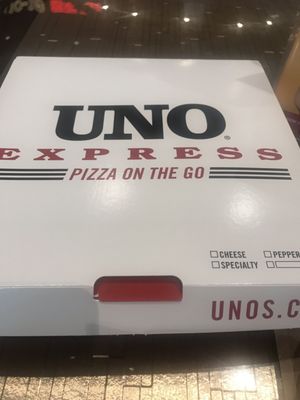 UNO®
EXPRESS
PIZZA ON THE GO
☐CHEESE ☐PEPPER
☐SPECIALTY ☐
UNOS.C